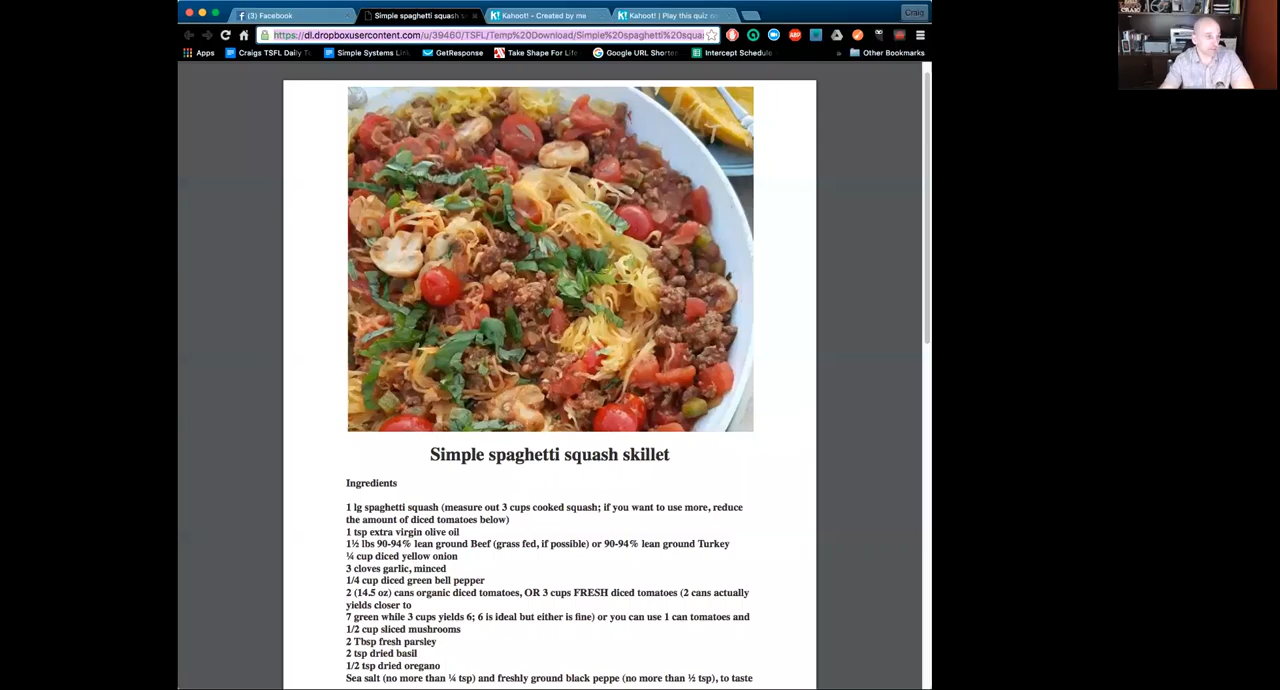 (3) Facebook
Simple spaghetti squash s
Kahoot! - Created by me
Kahoot! | Play this quiz n
Craig
https://dl.dropboxusercontent.com/u/39460/TSFL/Temp%20Download/Simple%20spaghetti%20squas
Apps
Craigs TSFL Daily T
Simple Systems Link
GetResponse
Take Shape For Life
Google URL Shorte
Intercept Schedule
»
Other Bookmarks
Simple spaghetti squash skillet
Ingredients
1 lg spaghetti squash (measure out 3 cups cooked squash; if you want to use more, reduce
the amount of diced tomatoes below)
1 tsp extra virgin olive oil
1½ lbs 90-94% lean ground Beef (grass fed, if possible) or 90-94% lean ground Turkey
¼ cup diced yellow onion
3 cloves garlic, minced
1/4 cup diced green bell pepper
2 (14.5 oz) cans organic diced tomatoes, OR 3 cups FRESH diced tomatoes (2 cans actually
yields closer to
7 green while 3 cups yields 6; 6 is ideal but either is fine) or you can use 1 can tomatoes and
1/2 cup sliced mushrooms
2 Tbsp fresh parsley
2 tsp dried basil
1/2 tsp dried oregano
Sea salt (no more than ¼ tsp) and freshly ground black peppe (no more than ½ tsp), to taste